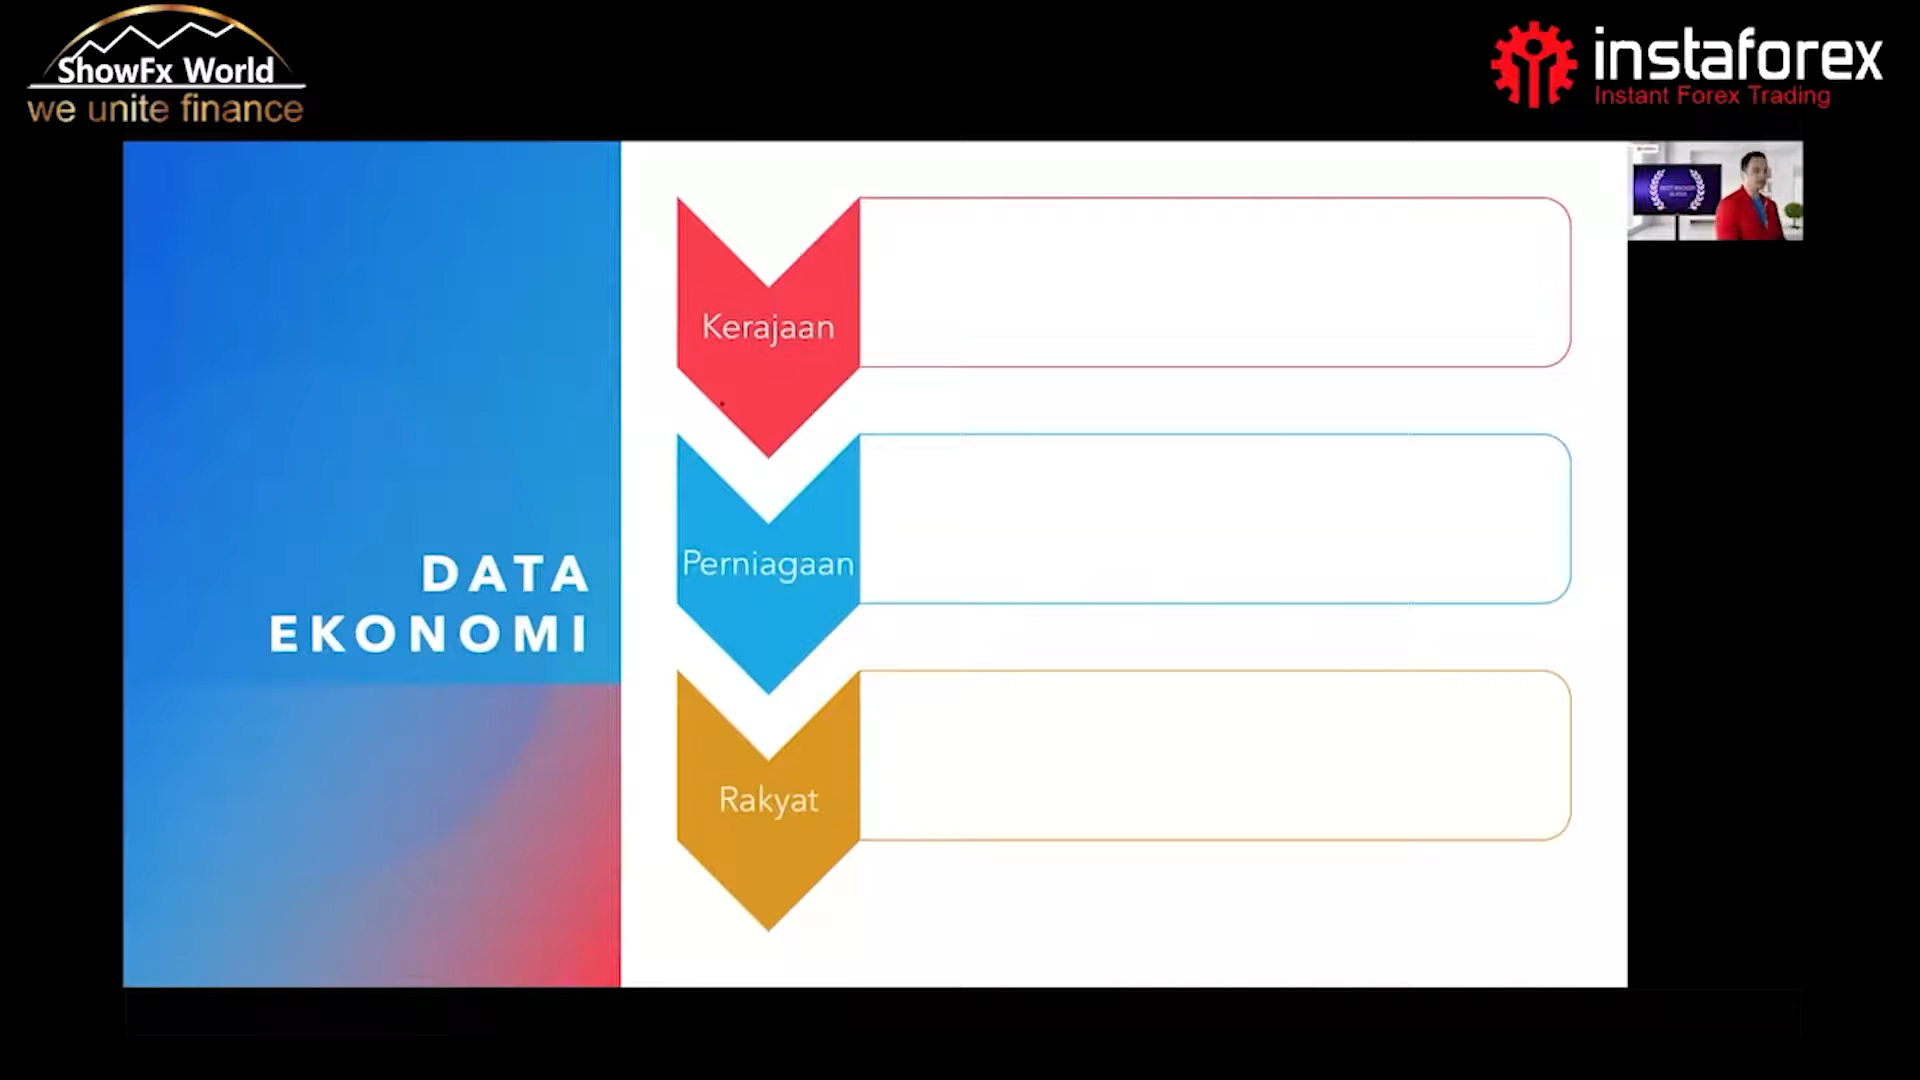 ShowFx World
we unite finance
instaforex
Instant Forex Trading
DATA
EKONOMI
Kerajaan
Perniagaan
Rakyat